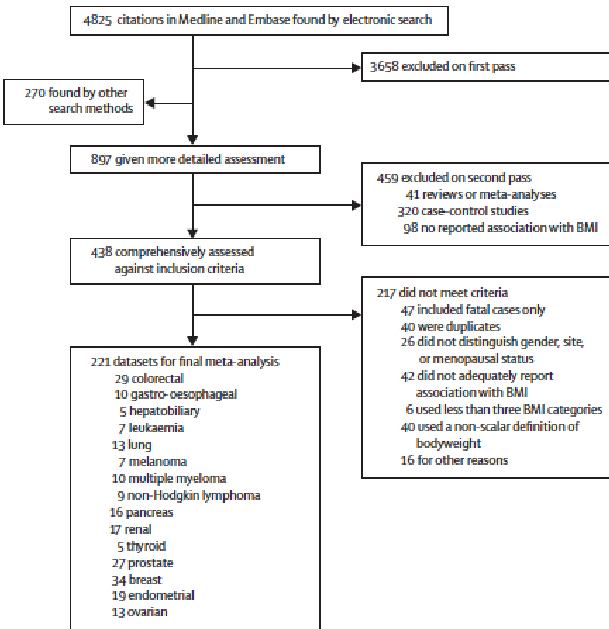 4825 citations in Medline and Embase found by electronic search
3658 excluded on first pass
270 found by other
search methods
897 given more detailed assessment
459 excluded on second pass
41 reviews or meta-analyses
320 case-control studies
98 no reported association with BMI
438 comprehensively assessed
against inclusion criteria
217 did not meet criteria
47 included fatal cases only
40 were duplicates
26 did not distinguish gender, site,
or menopausal status
42 did not adequately report
association with BMI
6 used less than three BMI categories
40 used a non-scalar definition of
bodyweight
16 for other reasons
221 datasets for final meta-analysis
29 colorectal
10 gastro-oesophageal
5 hepatobiliary
7 leukaemia
13 lung
7 melanoma
10 multiple myeloma
9 non-Hodgkin lymphoma
16 pancreas
17 renal
5 thyroid
27 prostate
34 breast
19 endometrial
13 ovarian